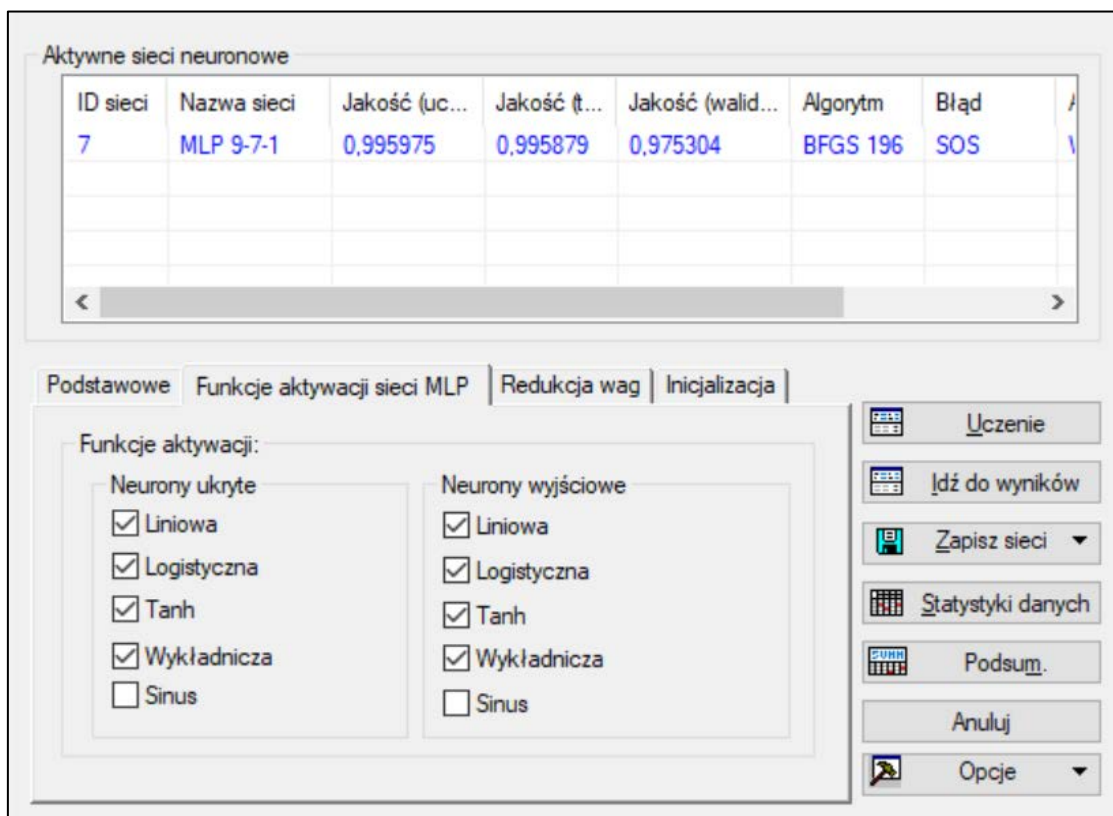 Aktywne sieci neuronowe
ID sieci Nazwa sieci Jakość (uc... Jakość (t... Jakość (walid... Algorytm Błąd
7 MLP 9-7-1 0,995975 0,995879 0,975304 BFGS 196 SOS
Podstawowe Funkcje aktywacji sieci MLP Redukcja wag Inicjalizacja
Funkcje aktywacji:
Neurony ukryte
Liniowa
Logistyczna
Tanh
Wykładnicza
Sinus
Neurony wyjściowe
Liniowa
Logistyczna
Tanh
Wykładnicza
Sinus
Uczenie
Idź do wyników
Zapisz sieci
Statystyki danych
SUMM
Podsum.
Anuluj
Opcje